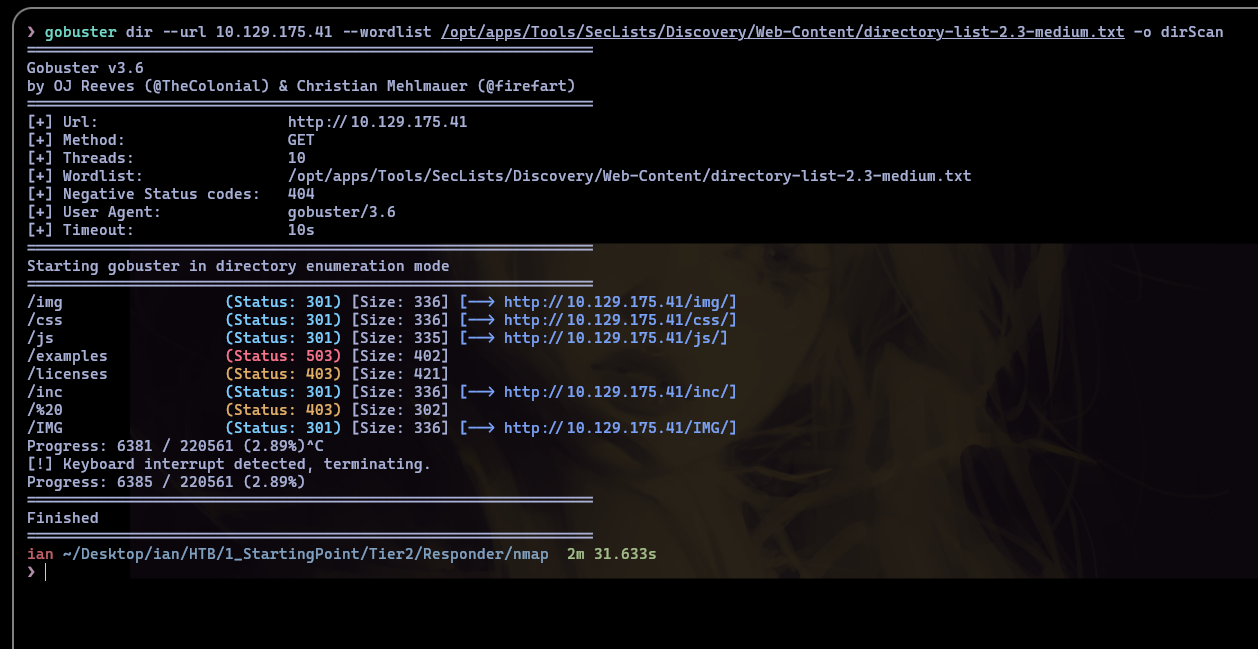 ❯ gobuster dir --url 10.129.175.41 --wordlist /opt/apps/Tools/SecLists/Discovery/Web-Content/directory-list-2.3-medium.txt -o dirScan
===============================================================
Gobuster v3.6
by OJ Reeves (@TheColonial) & Christian Mehlmauer (@firefart)
===============================================================
[+] Url:                     http://10.129.175.41
[+] Method:                  GET
[+] Threads:                 10
[+] Wordlist:                /opt/apps/Tools/SecLists/Discovery/Web-Content/directory-list-2.3-medium.txt
[+] Negative Status codes:   404
[+] User Agent:              gobuster/3.6
[+] Timeout:                 10s
===============================================================
Starting gobuster in directory enumeration mode
===============================================================
/img                  (Status: 301) [Size: 336] [--> http://10.129.175.41/img/]
/css                  (Status: 301) [Size: 336] [--> http://10.129.175.41/css/]
/js                   (Status: 301) [Size: 335] [--> http://10.129.175.41/js/]
/examples             (Status: 503) [Size: 402]
/licenses             (Status: 403) [Size: 421]
/inc                  (Status: 301) [Size: 336] [--> http://10.129.175.41/inc/]
/%20                  (Status: 403) [Size: 302]
/IMG                  (Status: 301) [Size: 336] [--> http://10.129.175.41/IMG/]
Progress: 6381 / 220561 (2.89%)^C
[!] Keyboard interrupt detected, terminating.
Progress: 6385 / 220561 (2.89%)
===============================================================
Finished
===============================================================
ian ~/Desktop/ian/HTB/1_StartingPoint/Tier2/Responder/nmap  2m 31.633s
❯